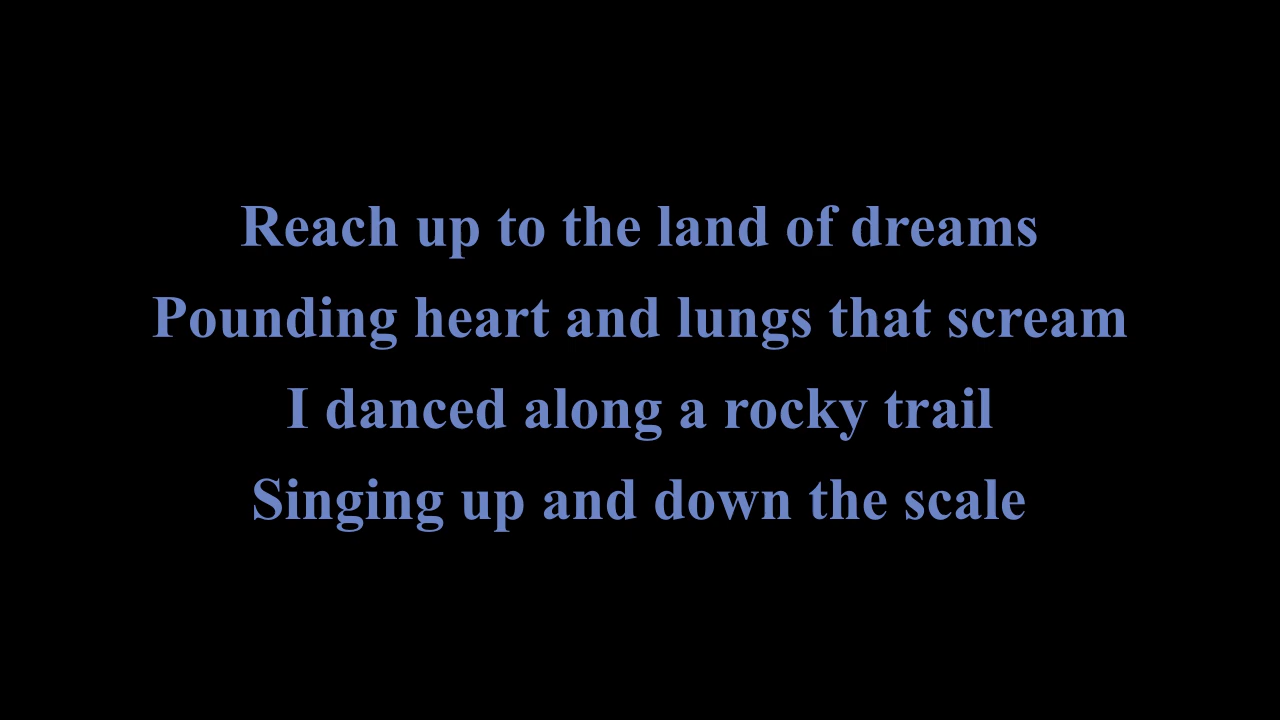 Reach up to the land of dreams
Pounding heart and lungs that scream
I danced along a rocky trail
Singing up and down the scale